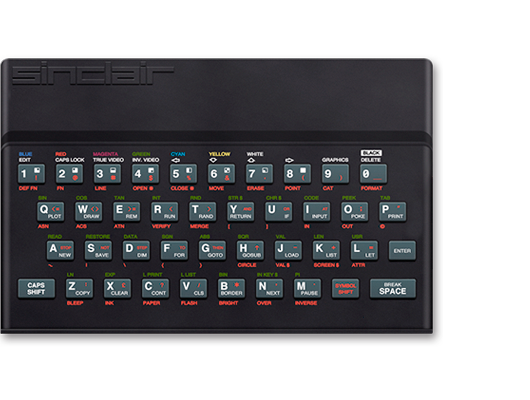 sinclair
BLUE RED MAGENTA GREEN CYAN YELLOW WHITE BLACK
EDIT CAPS LOCK TRUE VIDEO INV. VIDEO GRAPHICS DELETE
1 ! 2 @ 3 # 4 $ 5 % 6 & 7 ' 8 ( 9 ) 0
DEF FN FN LINE OPEN # CLOSE # MOVE ERASE POINT CAT FORMAT
BIN COS TAN INT RND STR $ CHR $ CODE PEEK TAB
Q W E R T Y U I O P
PLOT DRAW REM RUN RAND RETURN IF INPUT POKE PRINT
ASN ACS ATN VERIFY MERGE IN OUT
READ RESTORE DATA SGN ABS SQR VAL LEN USR
A STOP S NOT D STEP F TO G THEN H J K L ENTER
NEW SAVE DIM FOR GOTO GOSUB LOAD LIST LET
CIRCLE VAL $ SCREEN $ ATTR
LN EXP L PRINT L LIST BIN IN KEY $ PI
CAPS SHIFT Z X C V B N M SYMBOL SHIFT BREAK SPACE
COPY CLEAR CONT BORDER NEXT PAUSE
BLEEP INK PAPER FLASH BRIGHT OVER INVERSE